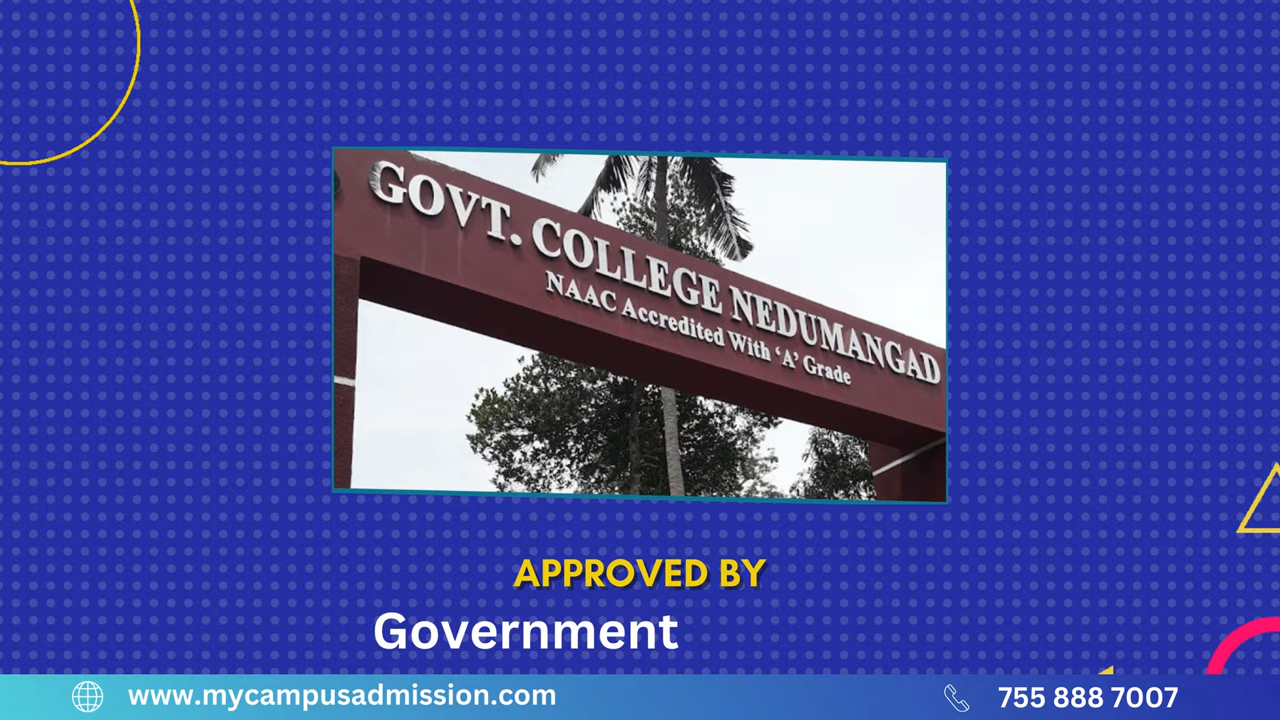 GOVT. COLLEGE NEDUMANGAD
NAAC Accredited With ‘A’ Grade
APPROVED BY
Government
www.mycampusadmission.com
755 888 7007